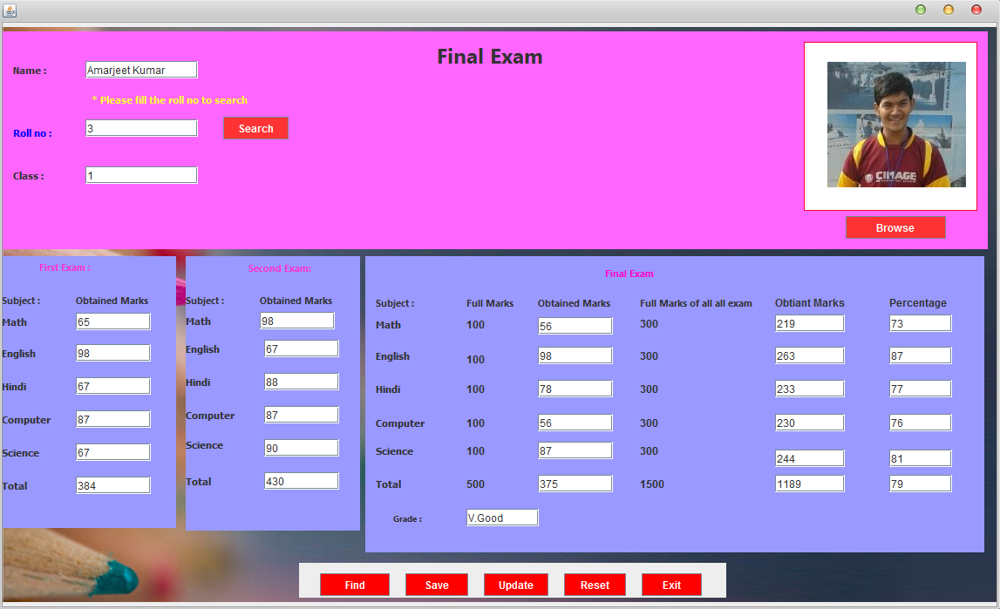 Final Exam
Name : Amarjeet Kumar
* Please fill the roll no to search
Roll no : 3 Search
Class : 1
CIMAGE
Browse
First Exam :
Subject : Obtained Marks
Math 65
English 98
Hindi 67
Computer 87
Science 67
Total 384
Second Exam:
Subject : Obtained Marks
Math 98
English 67
Hindi 88
Computer 87
Science 90
Total 430
Final Exam
Subject : Full Marks Obtained Marks Full Marks of all all exam Obtiant Marks Percentage
Math 100 56 300 219 73
English 100 98 300 263 87
Hindi 100 78 300 233 77
Computer 100 56 300 230 76
Science 100 87 300 244 81
Total 500 375 1500 1189 79
Grade : V.Good
Find Save Update Reset Exit